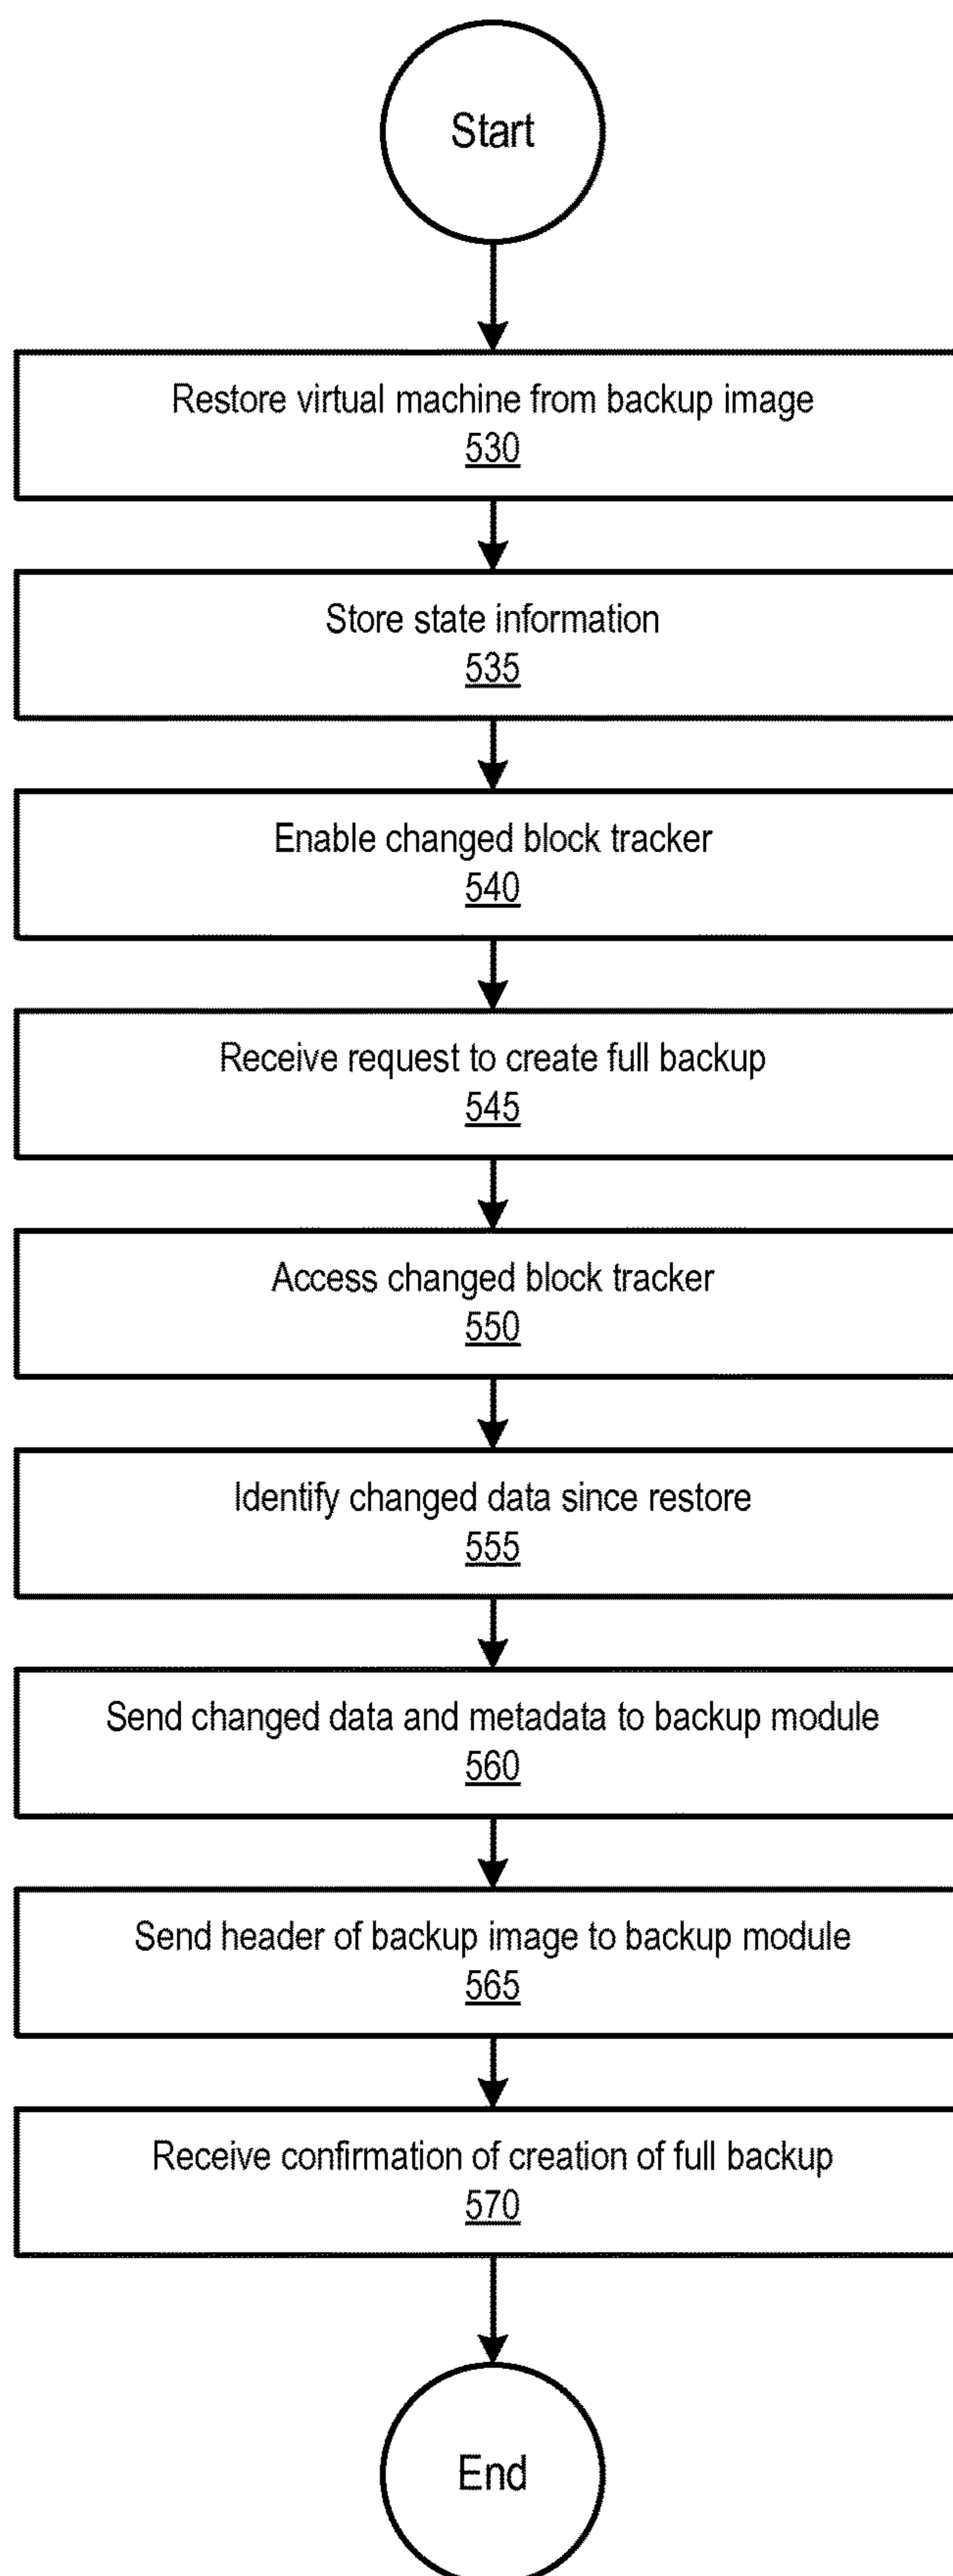 Start
Restore virtual machine from backup image
530
Store state information
535
Enable changed block tracker
540
Receive request to create full backup
545
Access changed block tracker
550
Identify changed data since restore
555
Send changed data and metadata to backup module
560
Send header of backup image to backup module
565
Receive confirmation of creation of full backup
570
End